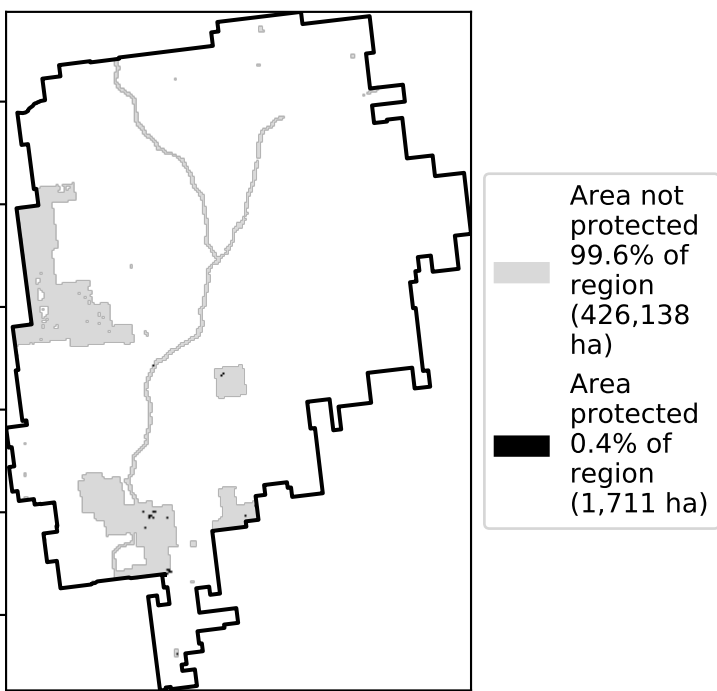 Area not
protected
99.6% of
region
(426,138
ha)
Area
protected
0.4% of
region
(1,711 ha)